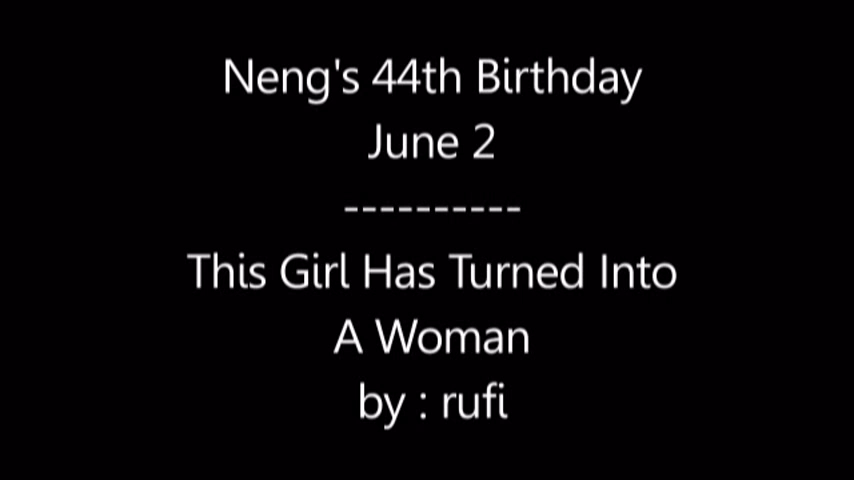 Neng's 44th Birthday
June 2
----------
This Girl Has Turned Into
A Woman
by : rufi